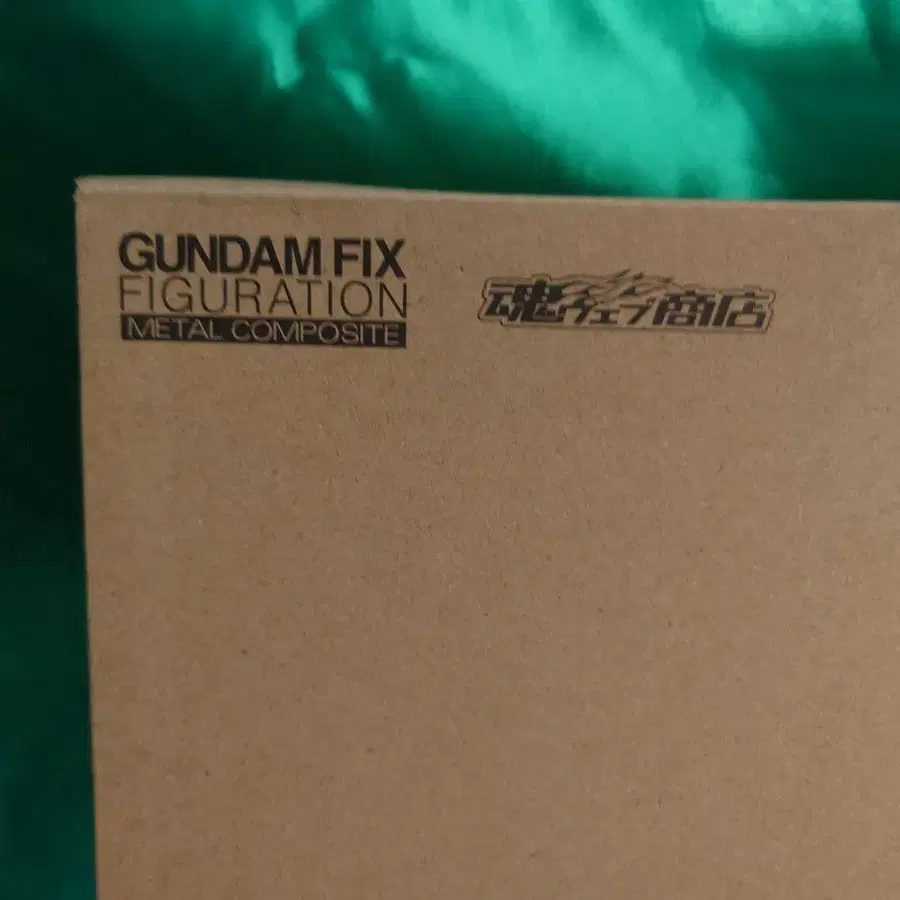 GUNDAM FIX
FIGURATION
METAL COMPOSITE
魂ウェブ商店